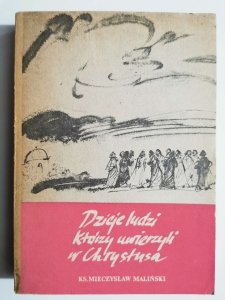 Dzieje ludzi
którzy uwierzyli
w Chrystusa
KS. MIECZYSŁAW MALIŃSKI